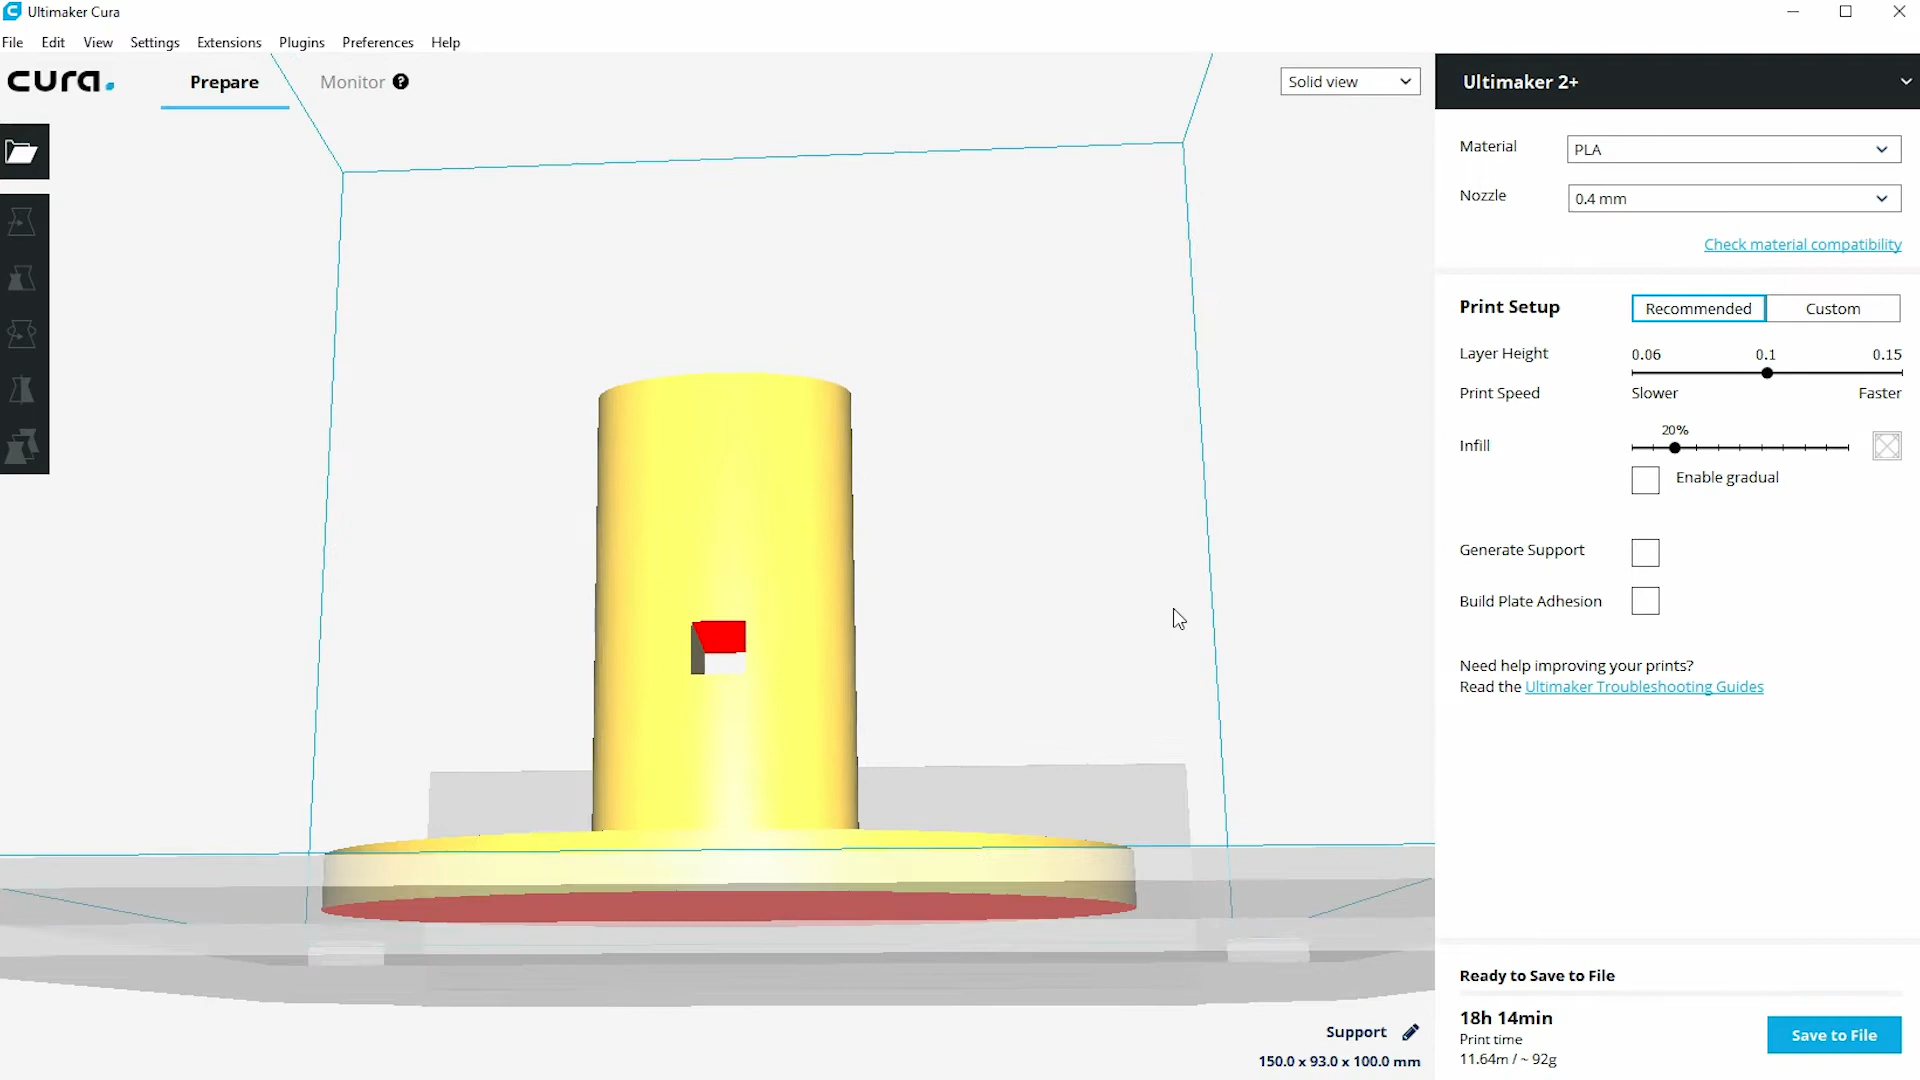 Ultimaker Cura
File Edit View Settings Extensions Plugins Preferences Help
cura.
Prepare
Monitor ?
Solid view
Ultimaker 2+
Material
PLA
Nozzle
0.4 mm
Check material compatibility
Print Setup
Recommended
Custom
Layer Height
0.06
0.1
0.15
Print Speed
Slower
Faster
Infill
20%
Enable gradual
Generate Support
Build Plate Adhesion
Need help improving your prints?
Read the Ultimaker Troubleshooting Guides
Support
150.0 x 93.0 x 100.0 mm
Ready to Save to File
18h 14min
Print time
11.64m / ~ 92g
Save to File